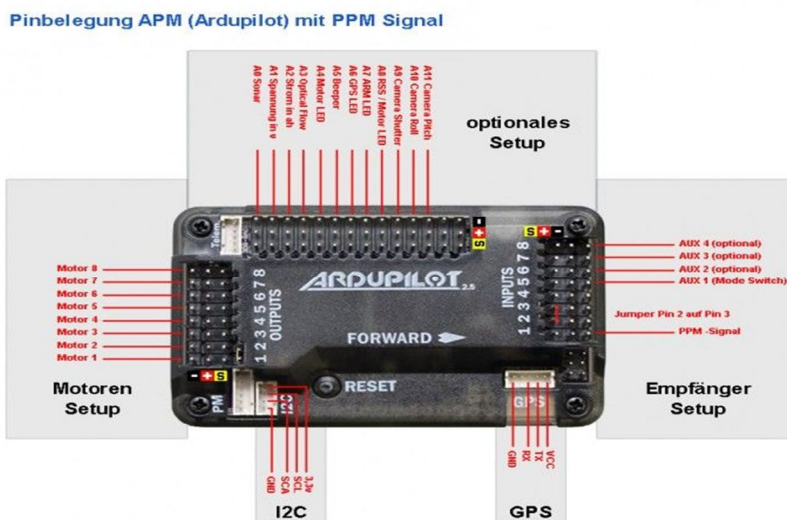 Pinbelegung APM (Ardupilot) mit PPM Signal
A0 Sonar
A1 Spannung in v
A2 Strom in ah
A3 Optical Flow
A4 Motor LED
A5 Beeper
A6 GPS LED
A7 ARM LED
A8 RSS / Motor LED
A9 Camera Shutter
A10 Camera Roll
A11 Camera Pitch
optionales
Setup
Telem
-
+
S
S + -
Motor 8
Motor 7
Motor 6
Motor 5
Motor 4
Motor 3
Motor 2
Motor 1
- + S
Motoren
Setup
1 2 3 4 5 6 7 8
OUTPUTS
ARDUPILOT 2.5
FORWARD
RESET
1 2 3 4 5 6 7 8
INPUTS
AUX 4 (optional)
AUX 3 (optional)
AUX 2 (optional)
AUX 1 (Mode Switch)
Jumper Pin 2 auf Pin 3
PPM -Signal
Empfänger
Setup
PM
I2C
GPS
GND
SCA
SCL
3,3v
I2C
GND
RX
TX
VCC
GPS